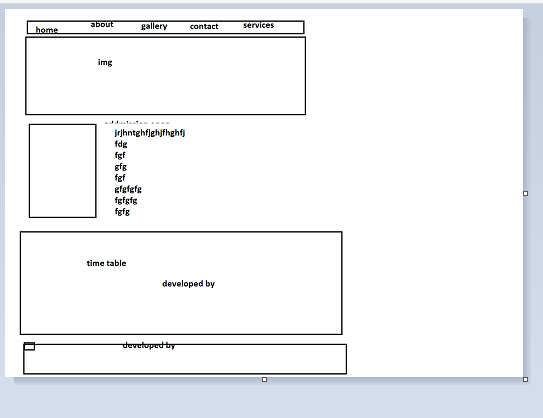 home about gallery contact services
img
jrjhntghfjghjfhghfj
fdg
fgf
gfg
fgf
gfgfgfg
fgfgfg
fgfg
time table
developed by
developed by